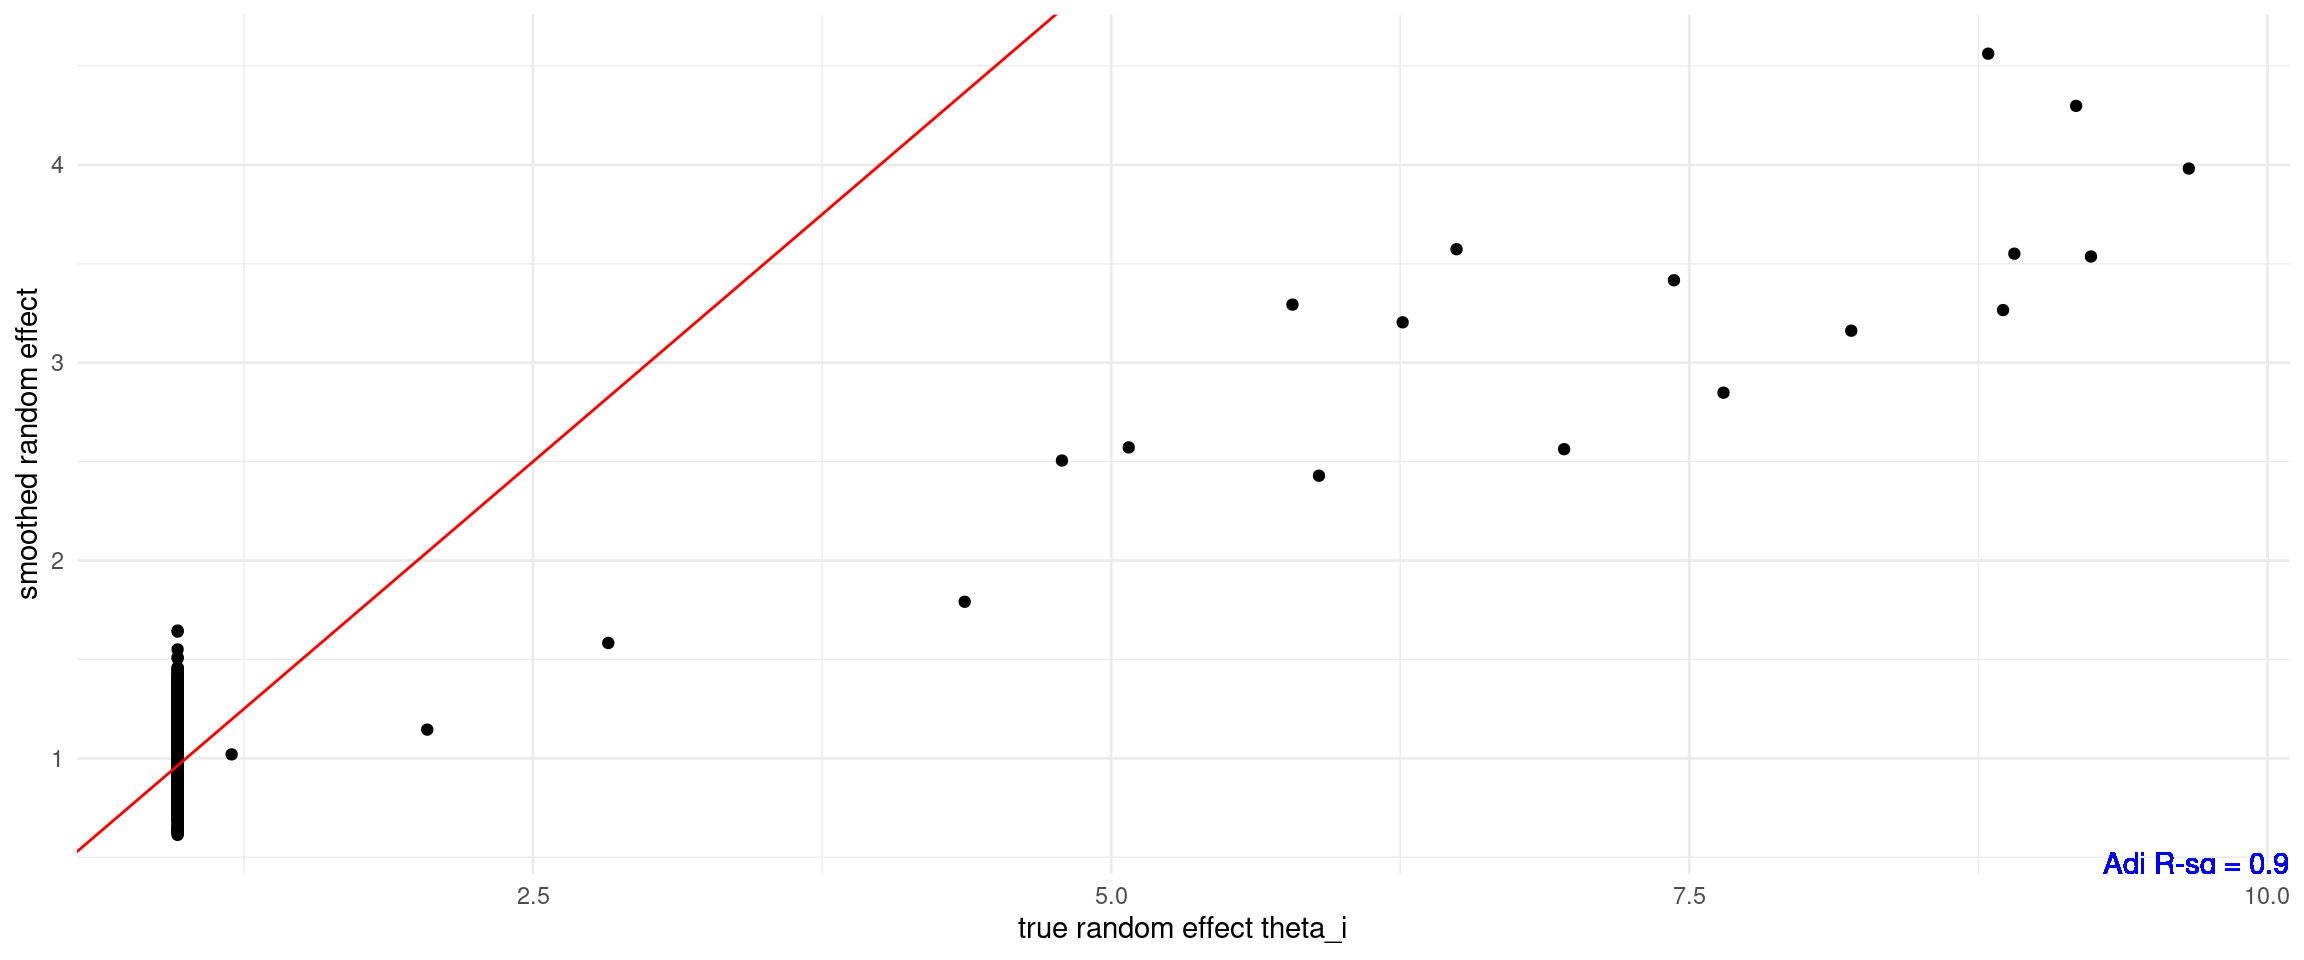 4
3
2
1
smoothed random effect
Adj R-sq = 0.9
2.5
5.0
7.5
10.0
true random effect theta_i